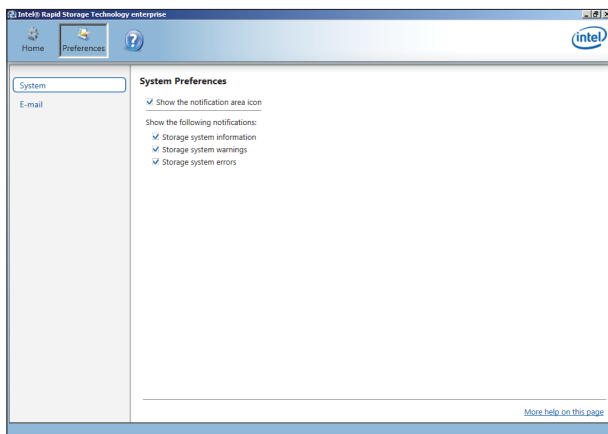 Intel® Rapid Storage Technology enterprise
Home
Preferences
?
intel
System
E-mail
System Preferences
Show the notification area icon
Show the following notifications:
Storage system information
Storage system warnings
Storage system errors
More help on this page